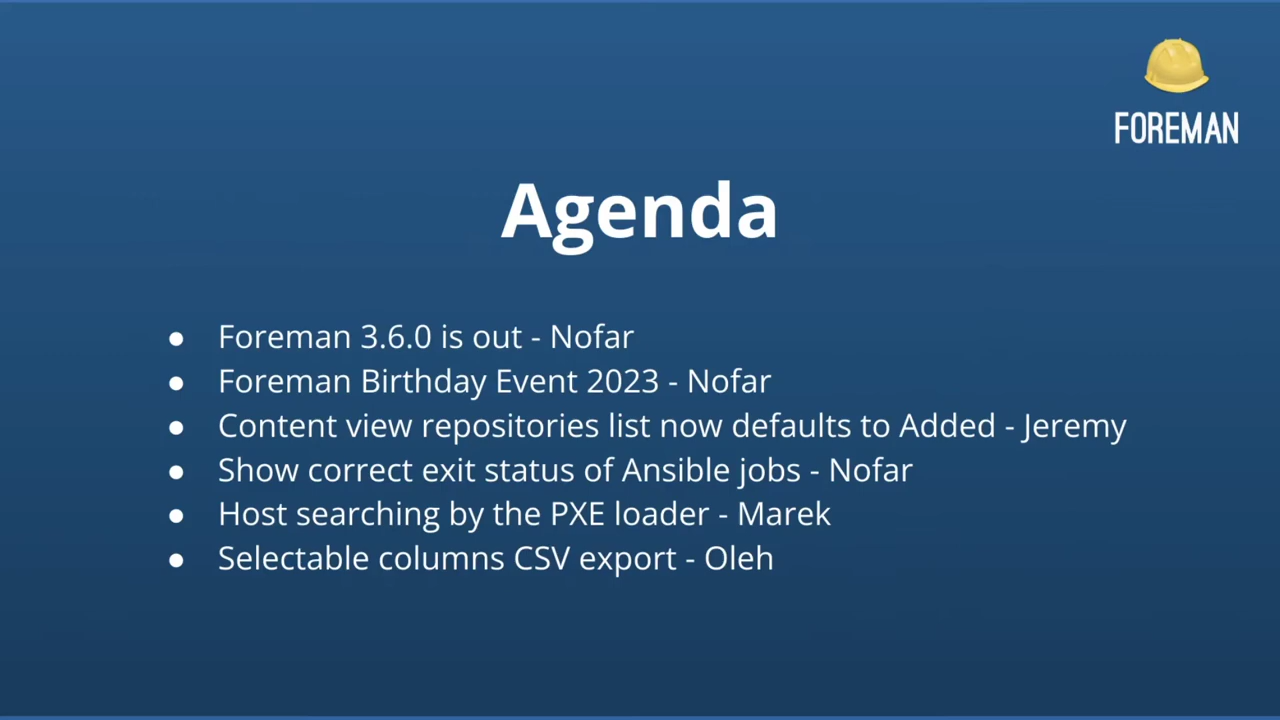 FOREMAN
Agenda
● Foreman 3.6.0 is out - Nofar
● Foreman Birthday Event 2023 - Nofar
● Content view repositories list now defaults to Added - Jeremy
● Show correct exit status of Ansible jobs - Nofar
● Host searching by the PXE loader - Marek
● Selectable columns CSV export - Oleh